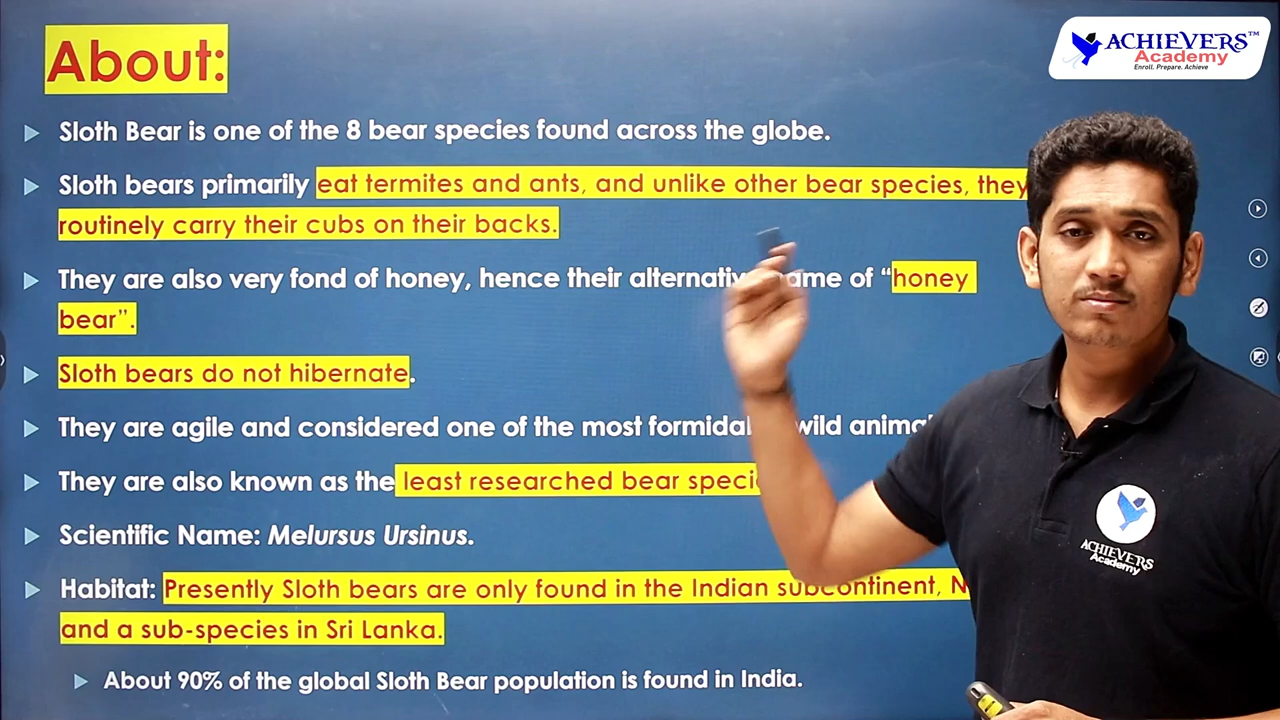 About:
ACHIEVERS™
Academy
Enroll. Prepare. Achieve
Sloth Bear is one of the 8 bear species found across the globe.
Sloth bears primarily eat termites and ants, and unlike other bear species, they
routinely carry their cubs on their backs.
They are also very fond of honey, hence their alternativ ame of “honey
bear”.
Sloth bears do not hibernate.
They are agile and considered one of the most formida wild anima
They are also known as the least researched bear speci
Scientific Name: Melursus Ursinus.
Habitat: Presently Sloth bears are only found in the Indian subcontinent, N
and a sub-species in Sri Lanka.
About 90% of the global Sloth Bear population is found in India.
ACHIEVERS
Academy